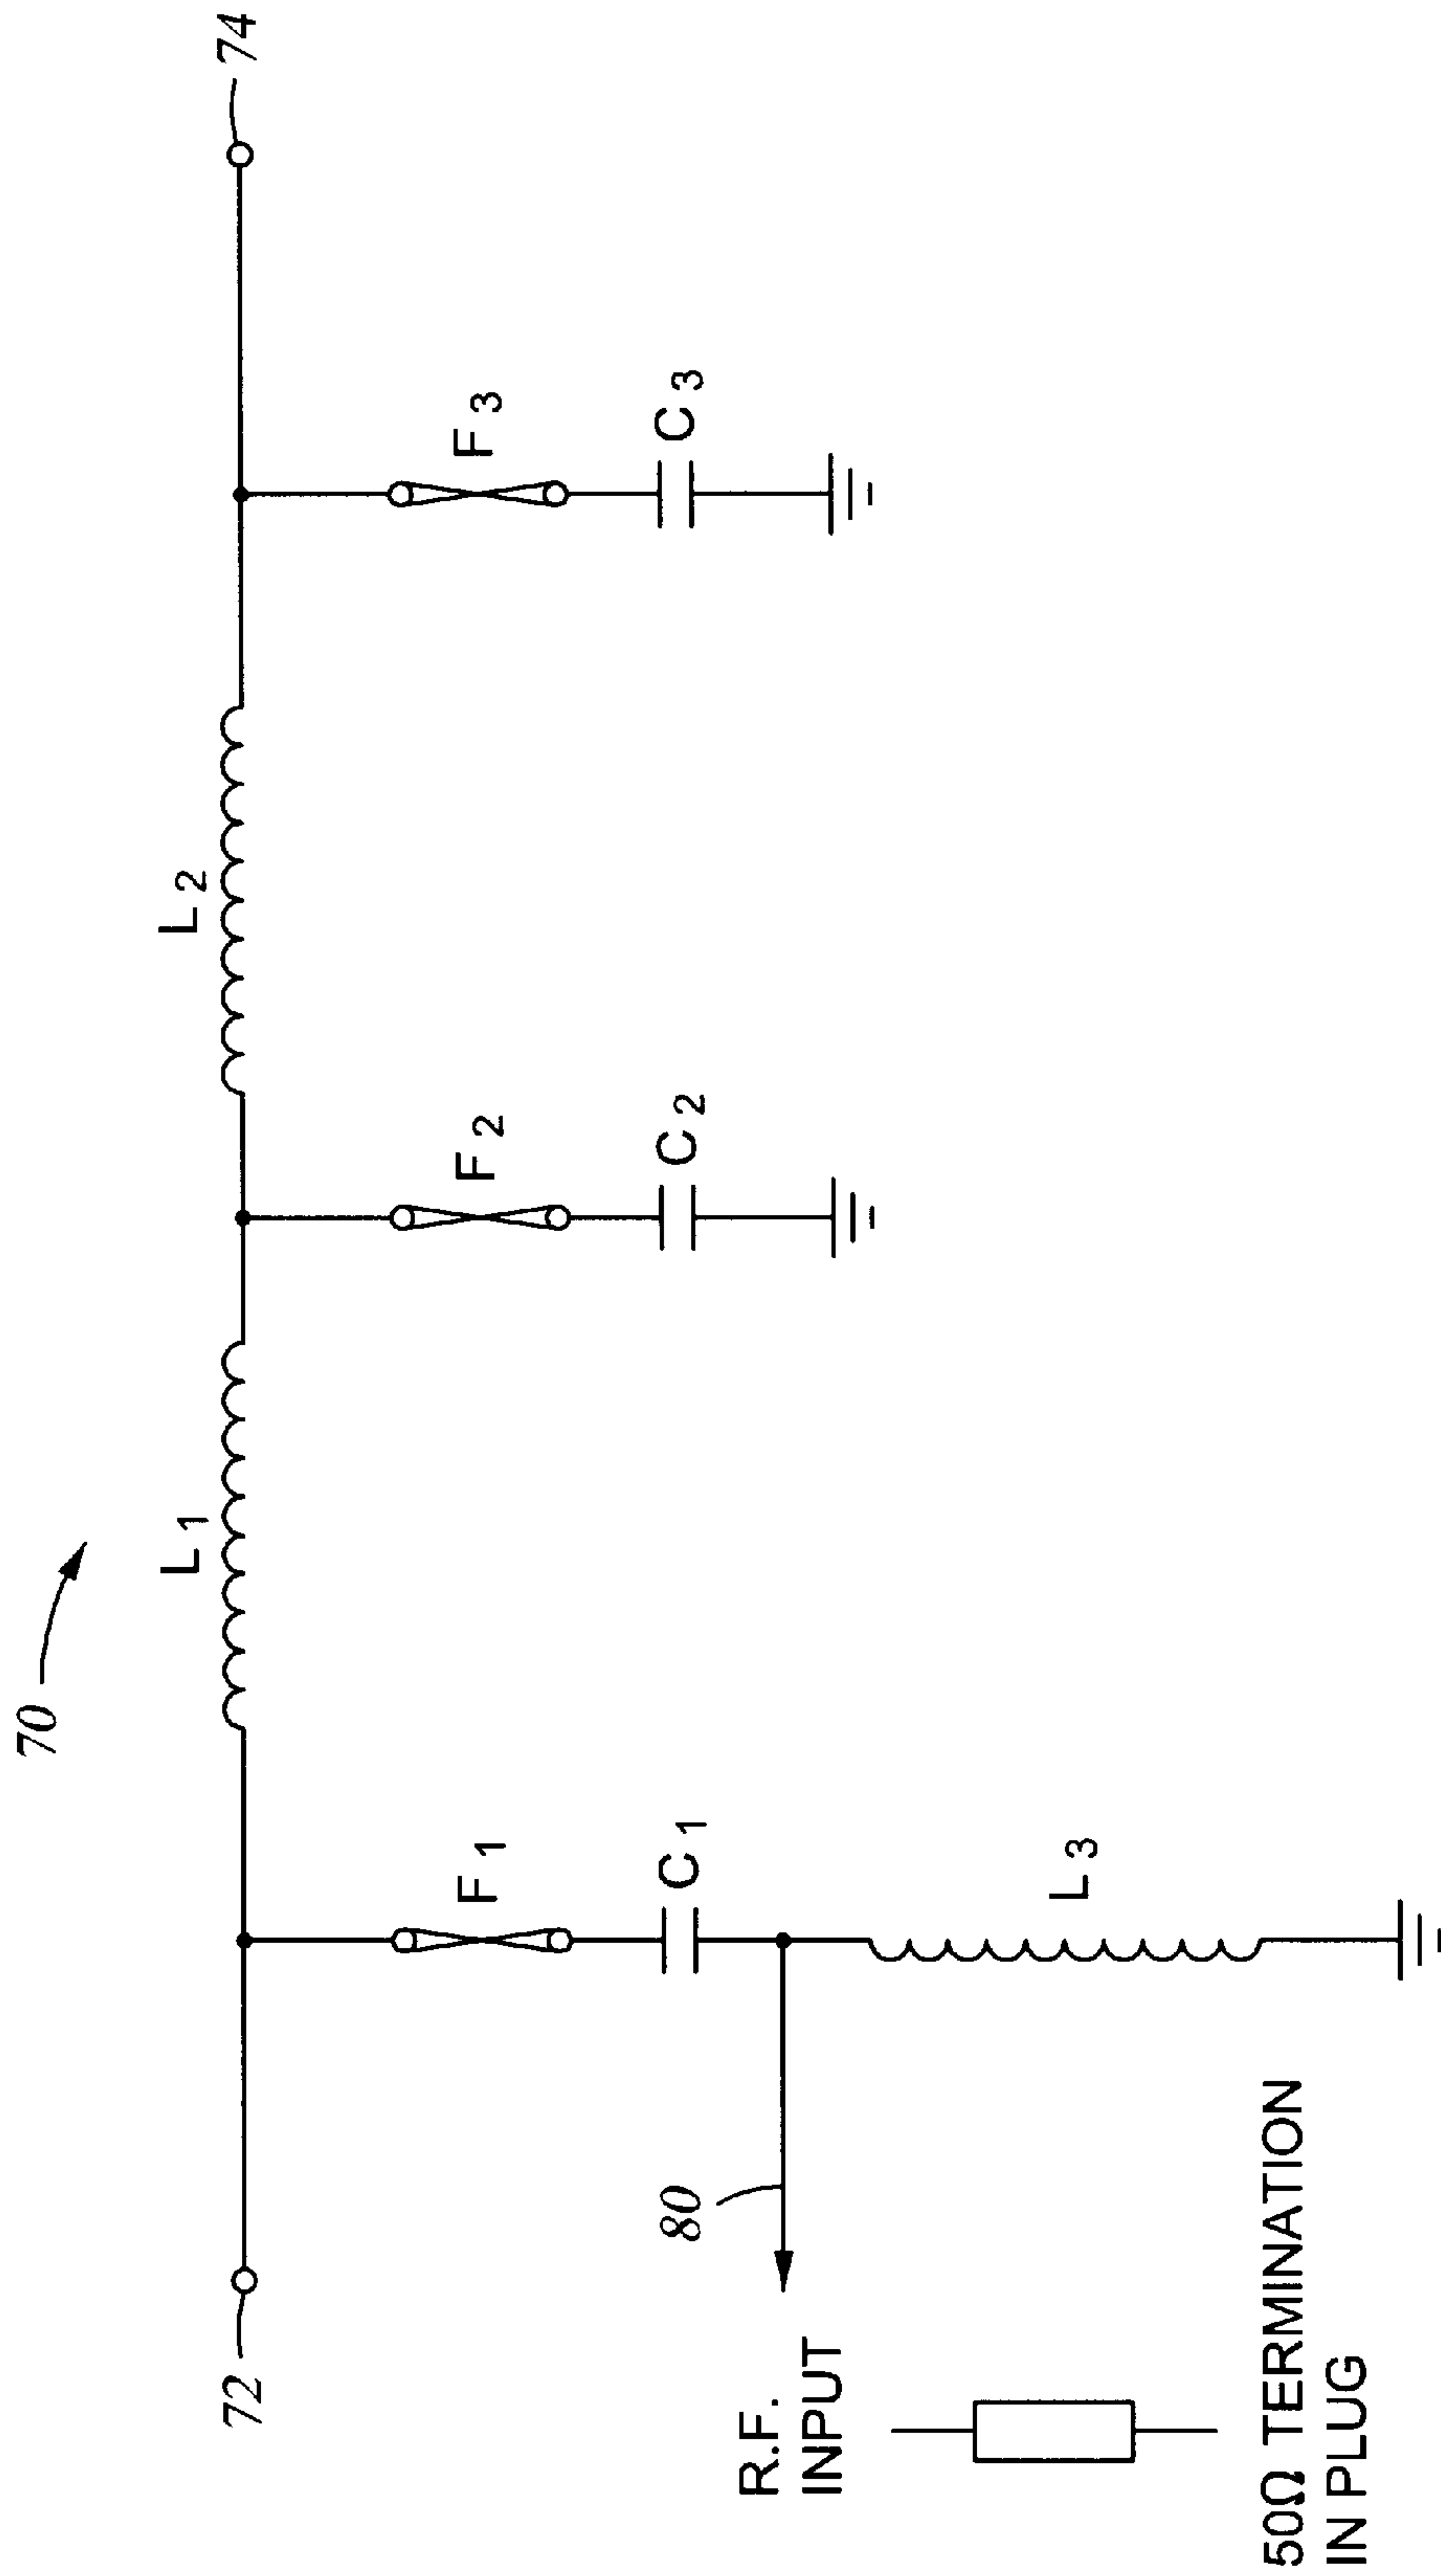 70
L1
L2
74
72
F1
F2
F3
C1
C2
C3
80
R.F.
INPUT
L3
50Ω TERMINATION
IN PLUG